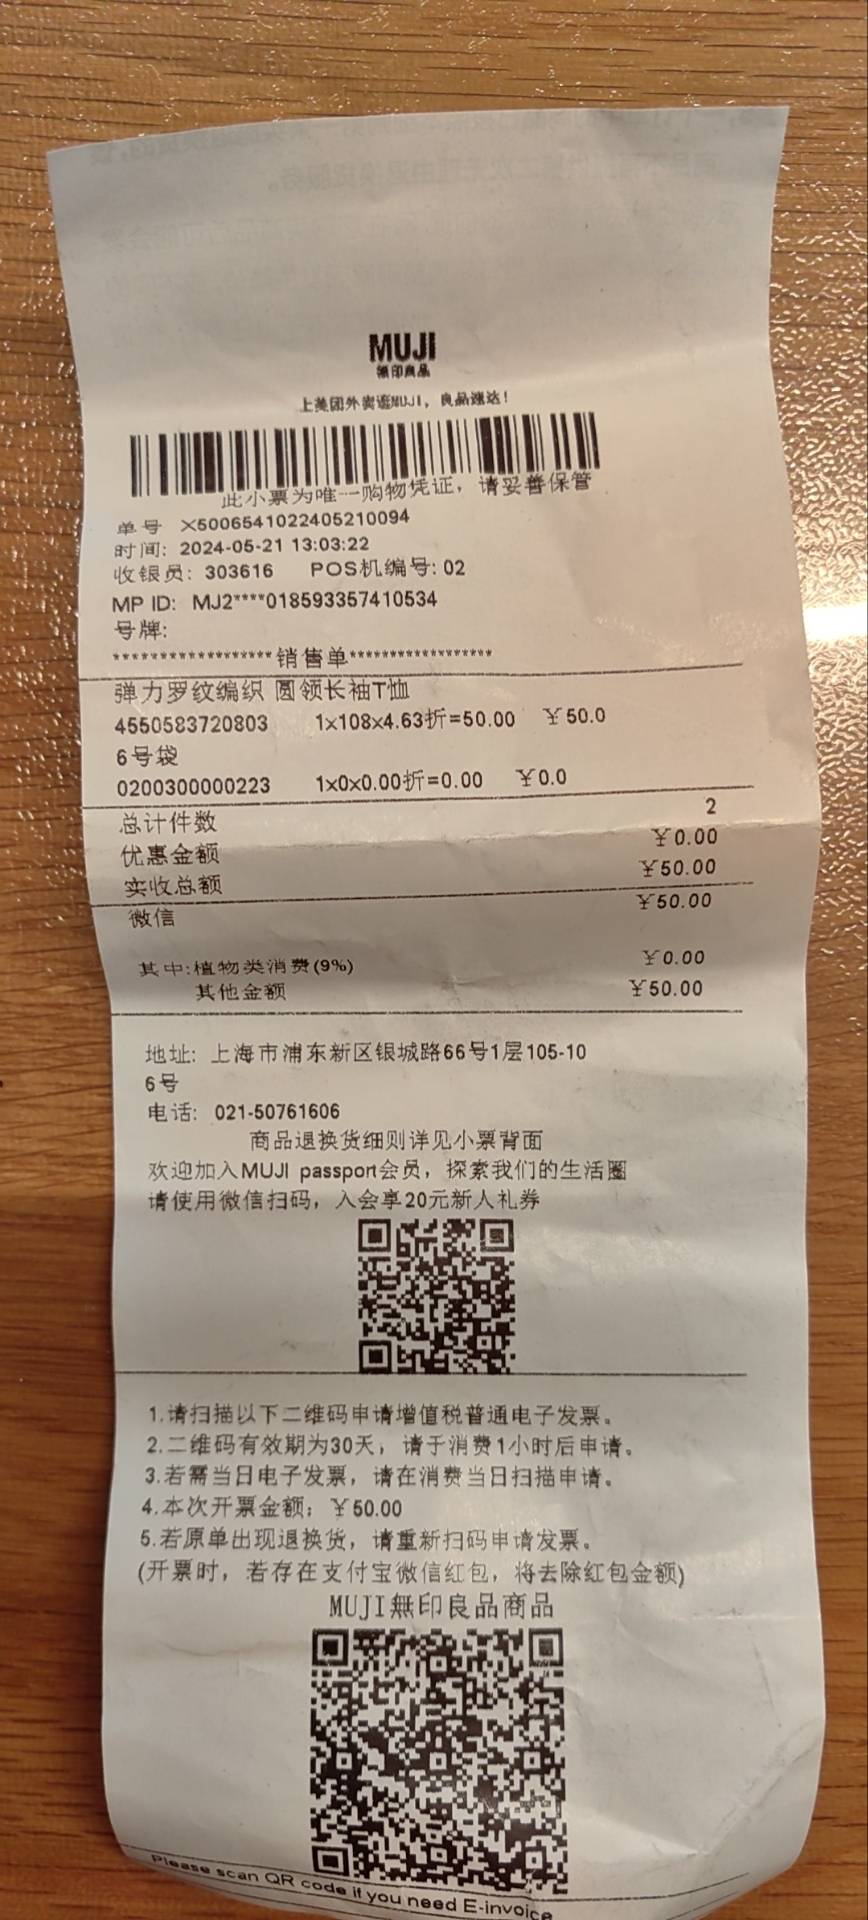 MUJI
無印良品
上美团外卖逛MUJI，良品速达！
此小票为唯一购物凭证，请妥善保管
单号 X5006541022405210094
时间: 2024-05-21 13:03:22
收银员: 303616 POS机编号: 02
MP ID: MJ2****018593357410534
号牌:
******************销售单******************
弹力罗纹编织 圆领长袖T恤
4550583720803 1x108x4.63折=50.00 ￥50.0
6号袋
0200300000223 1x0x0.00折=0.00 ￥0.0
总计件数 2
优惠金额 ￥0.00
实收总额 ￥50.00
微信 ￥50.00
其中:植物类消费(9%) ￥0.00
其他金额 ￥50.00
地址: 上海市浦东新区银城路66号1层105-10
6号
电话: 021-50761606
商品退换货细则详见小票背面
欢迎加入MUJI passport会员，探索我们的生活圈
请使用微信扫码，入会享20元新人礼券
1.请扫描以下二维码申请增值税普通电子发票。
2.二维码有效期为30天，请于消费1小时后申请。
3.若需当日电子发票，请在消费当日扫描申请。
4.本次开票金额: ￥50.00
5.若原单出现退换货，请重新扫码申请发票。
(开票时，若存在支付宝微信红包，将去除红包金额)
MUJI無印良品商品
Please scan QR code if you need E-invoice